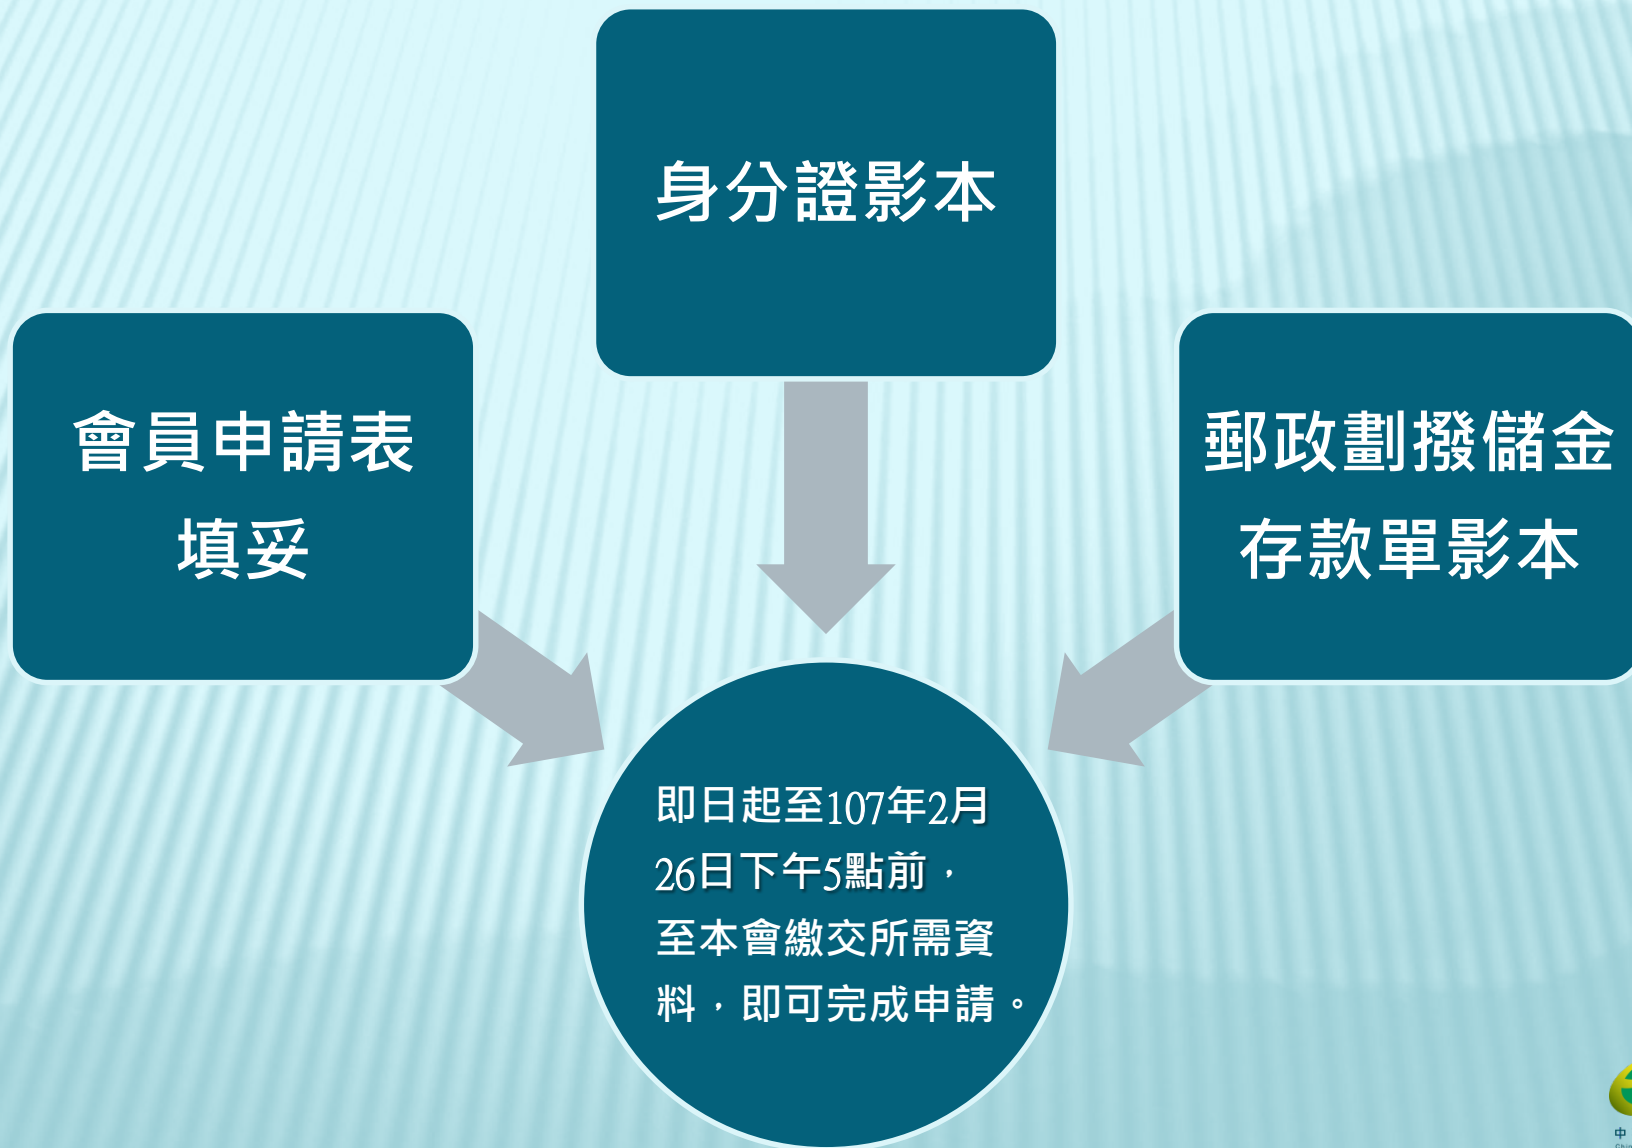 身分證影本
會員申請表
填妥
郵政劃撥儲金
存款單影本
即日起至107年2月
26日下午5點前，
至本會繳交所需資
料，即可完成申請。
中